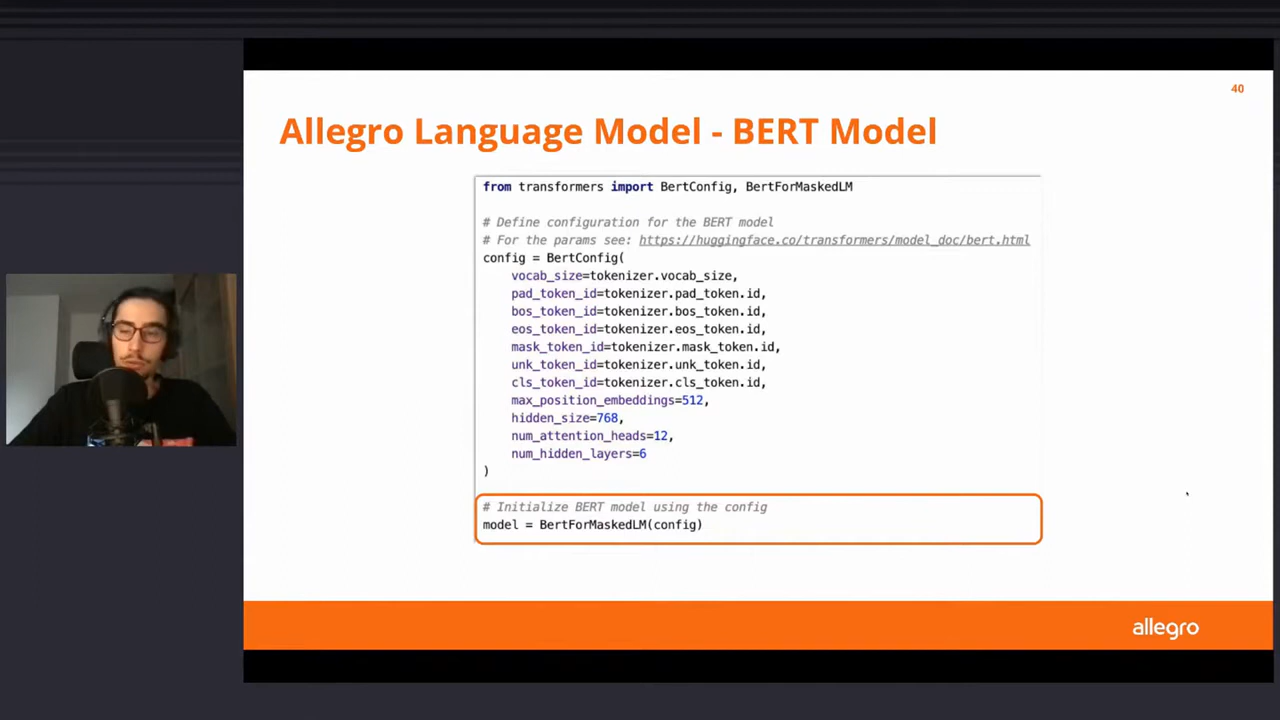 40
Allegro Language Model - BERT Model
from transformers import BertConfig, BertForMaskedLM
# Define configuration for the BERT model
# For the params see: https://huggingface.co/transformers/model_doc/bert.html
config = BertConfig(
vocab_size=tokenizer.vocab_size,
pad_token_id=tokenizer.pad_token.id,
bos_token_id=tokenizer.bos_token.id,
eos_token_id=tokenizer.eos_token.id,
mask_token_id=tokenizer.mask_token.id,
unk_token_id=tokenizer.unk_token.id,
cls_token_id=tokenizer.cls_token.id,
max_position_embeddings=512,
hidden_size=768,
num_attention_heads=12,
num_hidden_layers=6
)
# Initialize BERT model using the config
model = BertForMaskedLM(config)
allegro